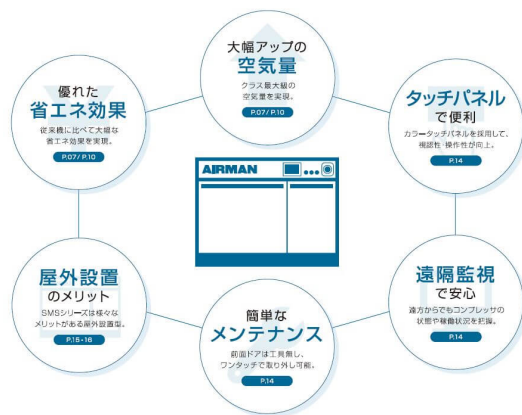 大幅アップの
空気量
クラス最大級の
空気量を実現。
P.07/P.10
優れた
省エネ効果
従来機に比べて大幅な
省エネ効果を実現。
P.07/P.10
タッチパネル
で便利
カラータッチパネルを採用して、
視認性・操作性が向上。
P.14
AIRMAN
屋外設置
のメリット
SMSシリーズは様々な
メリットがある屋外設置型。
P.15-16
簡単な
メンテナンス
前面ドアは工具無し、
ワンタッチで取り外し可能。
P.14
遠隔監視
で安心
遠方からでもコンプレッサの
状態や稼働状況を把握。
P.14